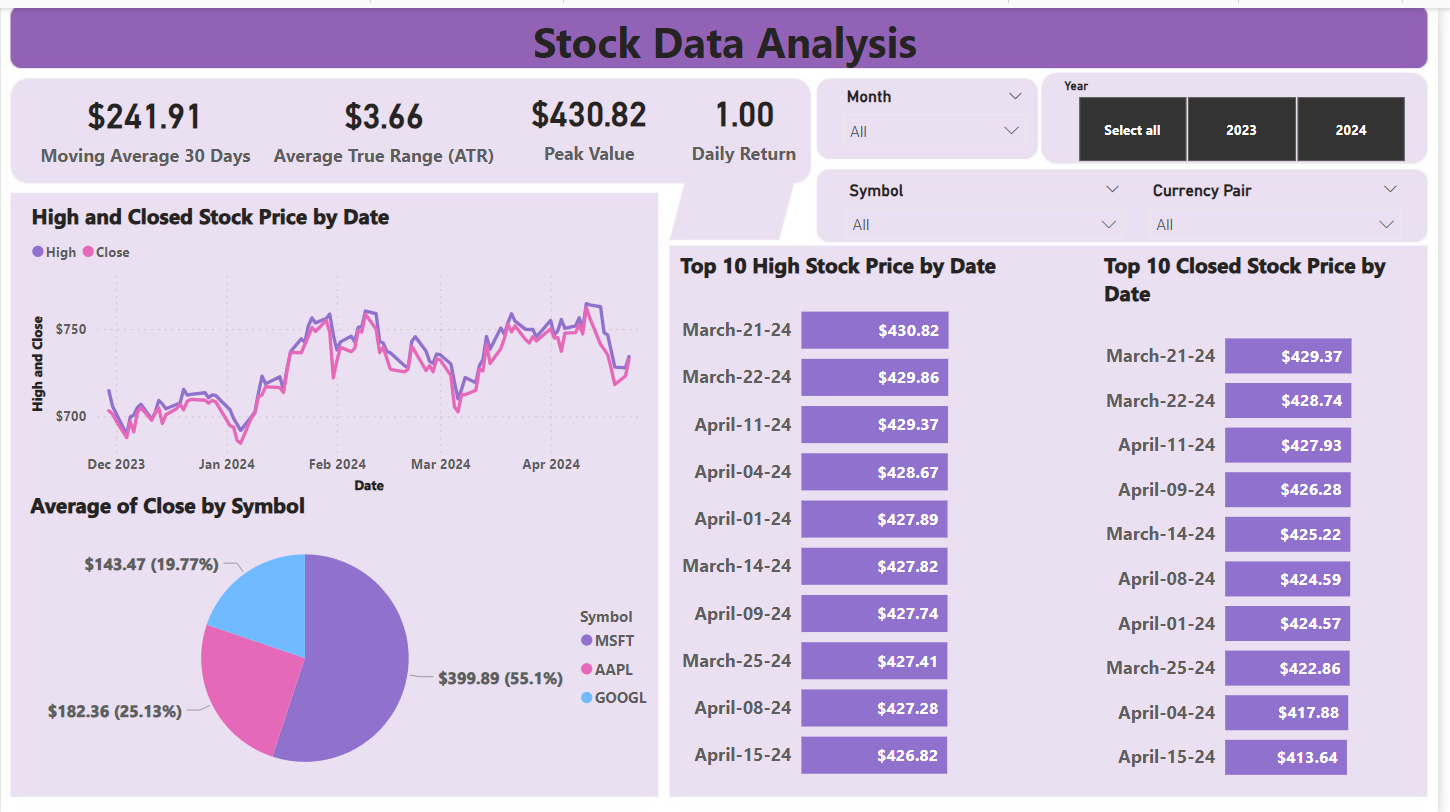 Stock Data Analysis
$241.91
Moving Average 30 Days
$3.66
Average True Range (ATR)
$430.82
Peak Value
1.00
Daily Return
Month
All
Year
Select all
2023
2024
Symbol
All
Currency Pair
All
High and Closed Stock Price by Date
High
Close
High and Close
$750
$700
Dec 2023
Jan 2024
Feb 2024
Mar 2024
Apr 2024
Date
Average of Close by Symbol
$143.47 (19.77%)
$182.36 (25.13%)
$399.89 (55.1%)
Symbol
MSFT
AAPL
GOOGL
Top 10 High Stock Price by Date
March-21-24 $430.82
March-22-24 $429.86
April-11-24 $429.37
April-04-24 $428.67
April-01-24 $427.89
March-14-24 $427.82
April-09-24 $427.74
March-25-24 $427.41
April-08-24 $427.28
April-15-24 $426.82
Top 10 Closed Stock Price by
Date
March-21-24 $429.37
March-22-24 $428.74
April-11-24 $427.93
April-09-24 $426.28
March-14-24 $425.22
April-08-24 $424.59
April-01-24 $424.57
March-25-24 $422.86
April-04-24 $417.88
April-15-24 $413.64